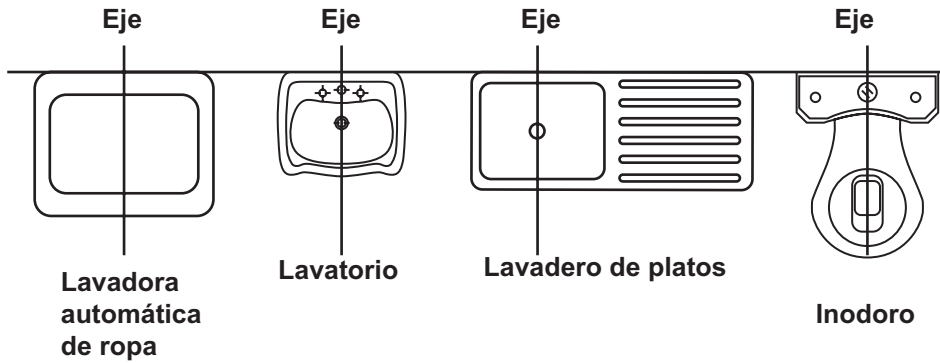 Eje
Eje
Eje
Eje
Lavadora
automática
de ropa
Lavatorio
Lavadero de platos
Inodoro